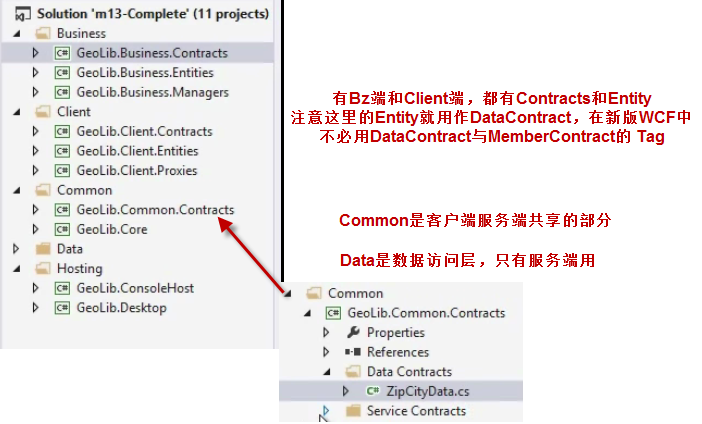 Solution 'm13-Complete' (11 projects)
Business
GeoLib.Business.Contracts
GeoLib.Business.Entities
GeoLib.Business.Managers
Client
GeoLib.Client.Contracts
GeoLib.Client.Entities
GeoLib.Client.Proxies
Common
GeoLib.Common.Contracts
GeoLib.Core
Data
Hosting
GeoLib.ConsoleHost
GeoLib.Desktop
有Bz端和Client端，都有Contracts和Entity
注意这里的Entity就用作DataContract，在新版WCF中
不必用DataContract与MemberContract的 Tag
Common是客户端服务端共享的部分
Data是数据访问层，只有服务端用
Common
C# GeoLib.Common.Contracts
Properties
References
Data Contracts
C# ZipCityData.cs
Service Contracts